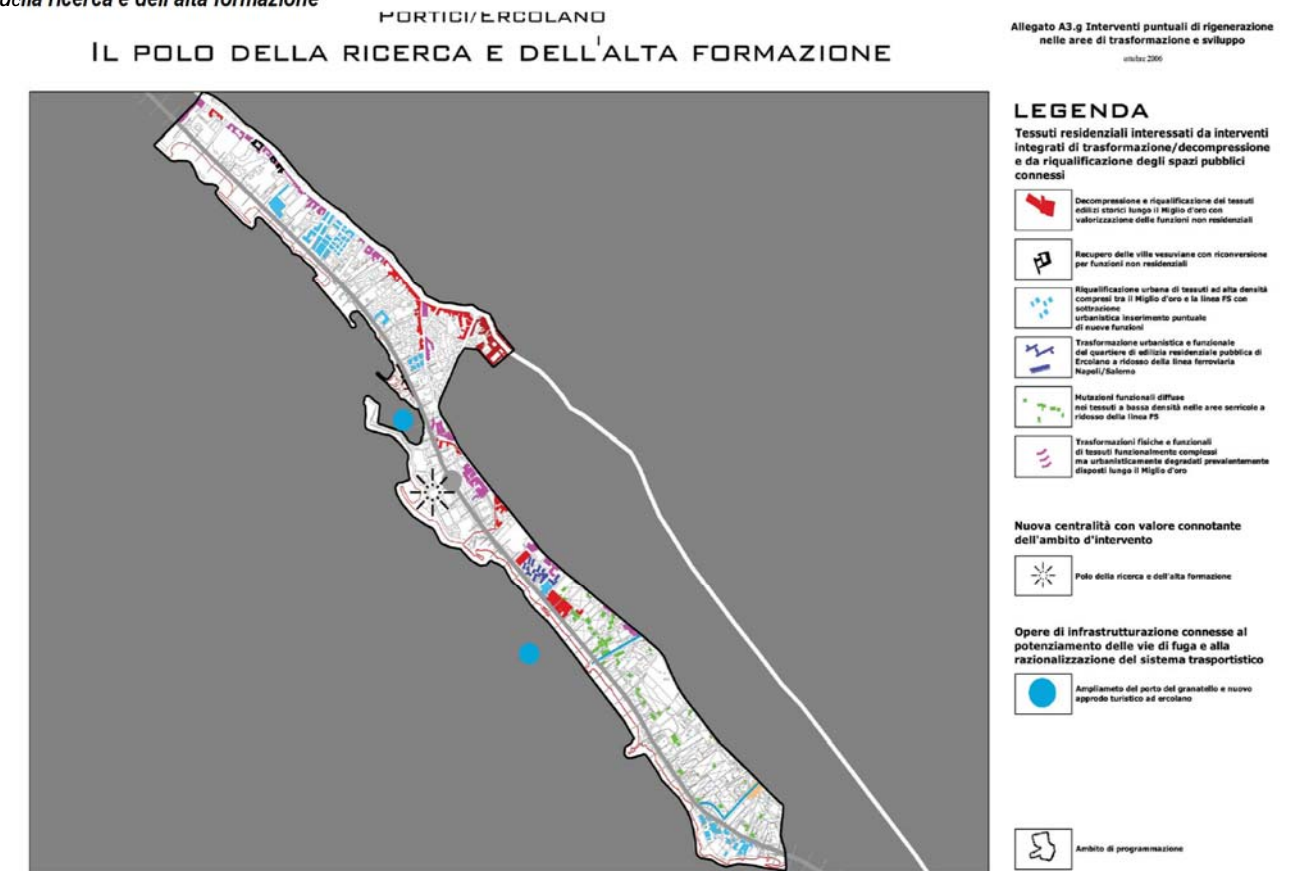 della ricerca e dell'alta formazione
PORTICI/ERCOLANO
IL POLO DELLA RICERCA E DELL'ALTA FORMAZIONE
Allegato A3.g Interventi puntuali di rigenerazione
nelle aree di trasformazione e sviluppo
ottobre 2006
LEGENDA
Tessuti residenziali interessati da interventi
integrati di trasformazione/decompressione
e da riqualificazione degli spazi pubblici
connessi
Decompressione e riqualificazione dei tessuti
edilizi storici lungo il Miglio d'oro con
valorizzazione delle funzioni non residenziali
Recupero delle ville vesuviane con riconversione
per funzioni non residenziali
Riqualificazione urbana di tessuti ad alta densità
compresi tra il Miglio d'oro e la linea FS con
sottrazione
urbanistica inserimento puntuale
di nuove funzioni
Trasformazione urbanistica e funzionale
del quartiere di edilizia residenziale pubblica di
Ercolano a ridosso della linea ferroviaria
Napoli/Salerno
Mutazioni funzionali diffuse
nei tessuti a bassa densità nelle aree serricole a
ridosso della linea FS
Trasformazioni fisiche e funzionali
di tessuti funzionalmente complessi
ma urbanisticamente degradati prevalentemente
disposti lungo il Miglio d'oro
Nuova centralità con valore connotante
dell'ambito d'intervento
Polo della ricerca e dell'alta formazione
Opere di infrastrutturazione connesse al
potenziamento delle vie di fuga e alla
razionalizzazione del sistema trasportistico
Ampliameto del porto del granatello e nuovo
approdo turistico ad ercolano
Ambito di programmazione